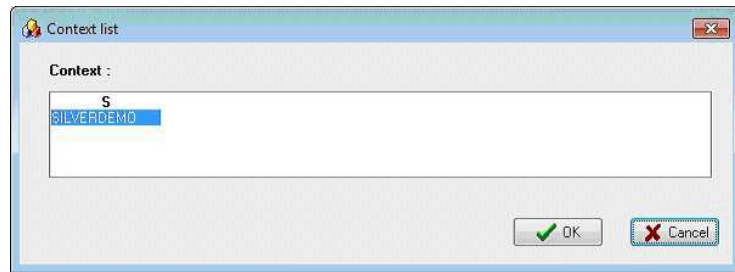 Context list
Context :
S
SILVERDEMO
OK
Cancel